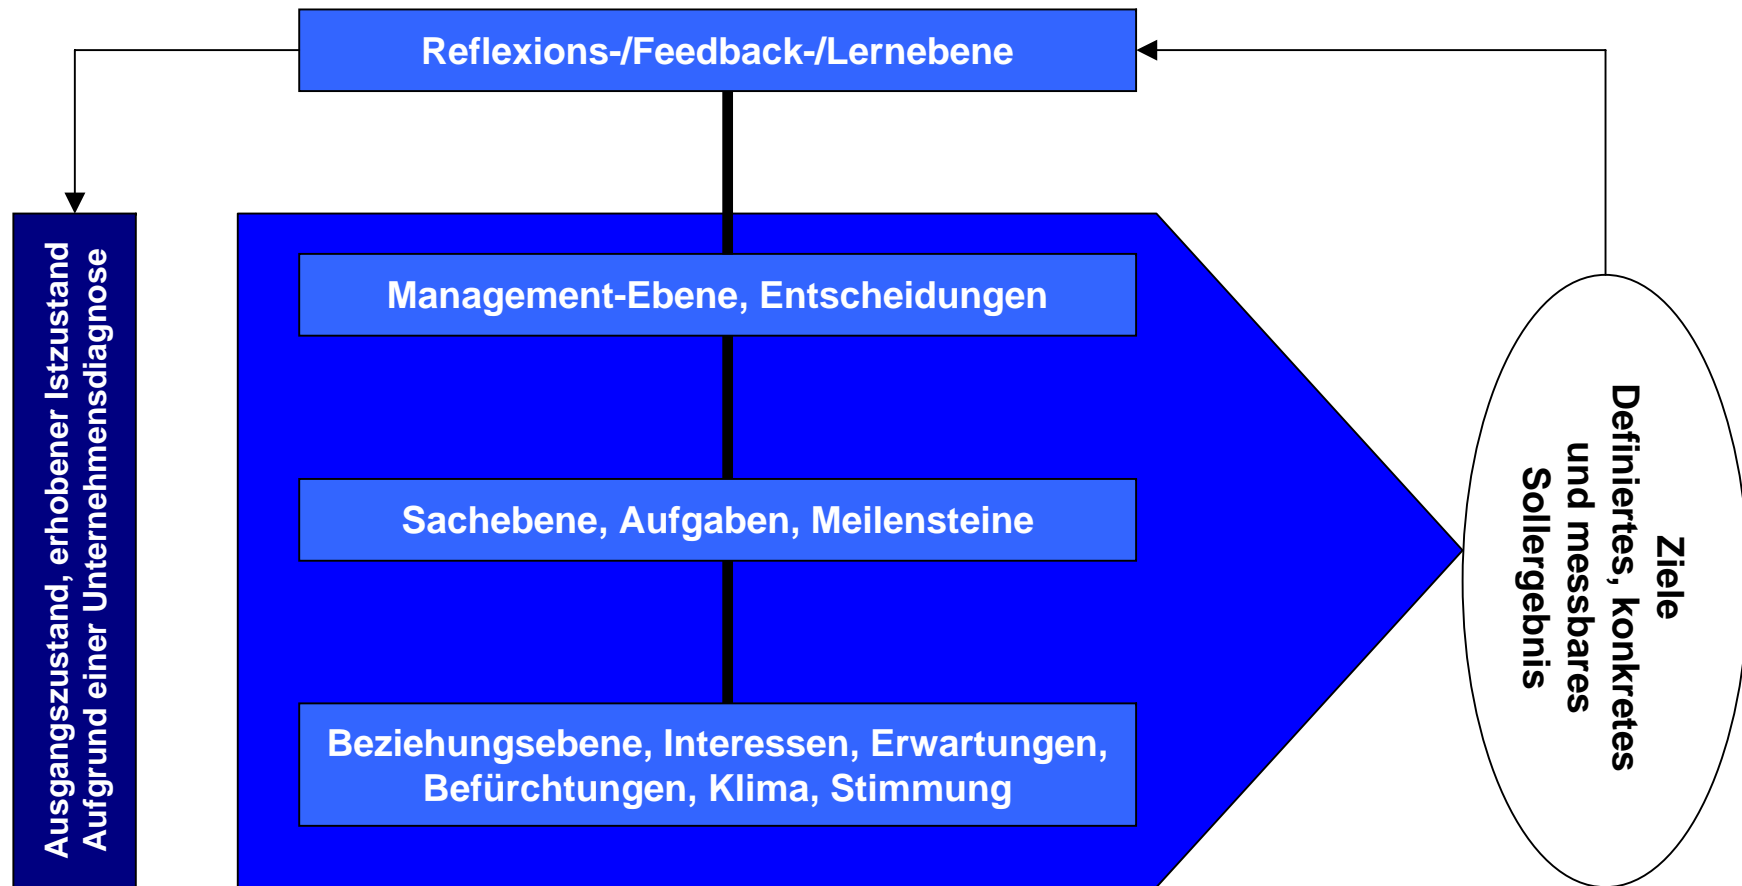 Reflexions-/Feedback-/Lernebene
Ausgangszustand, erhobener Istzustand
Aufgrund einer Unternehmensdiagnose
Management-Ebene, Entscheidungen
Sachebene, Aufgaben, Meilensteine
Beziehungsebene, Interessen, Erwartungen,
Befürchtungen, Klima, Stimmung
Ziele
Definiertes, konkretes
und messbares
Sollergebnis